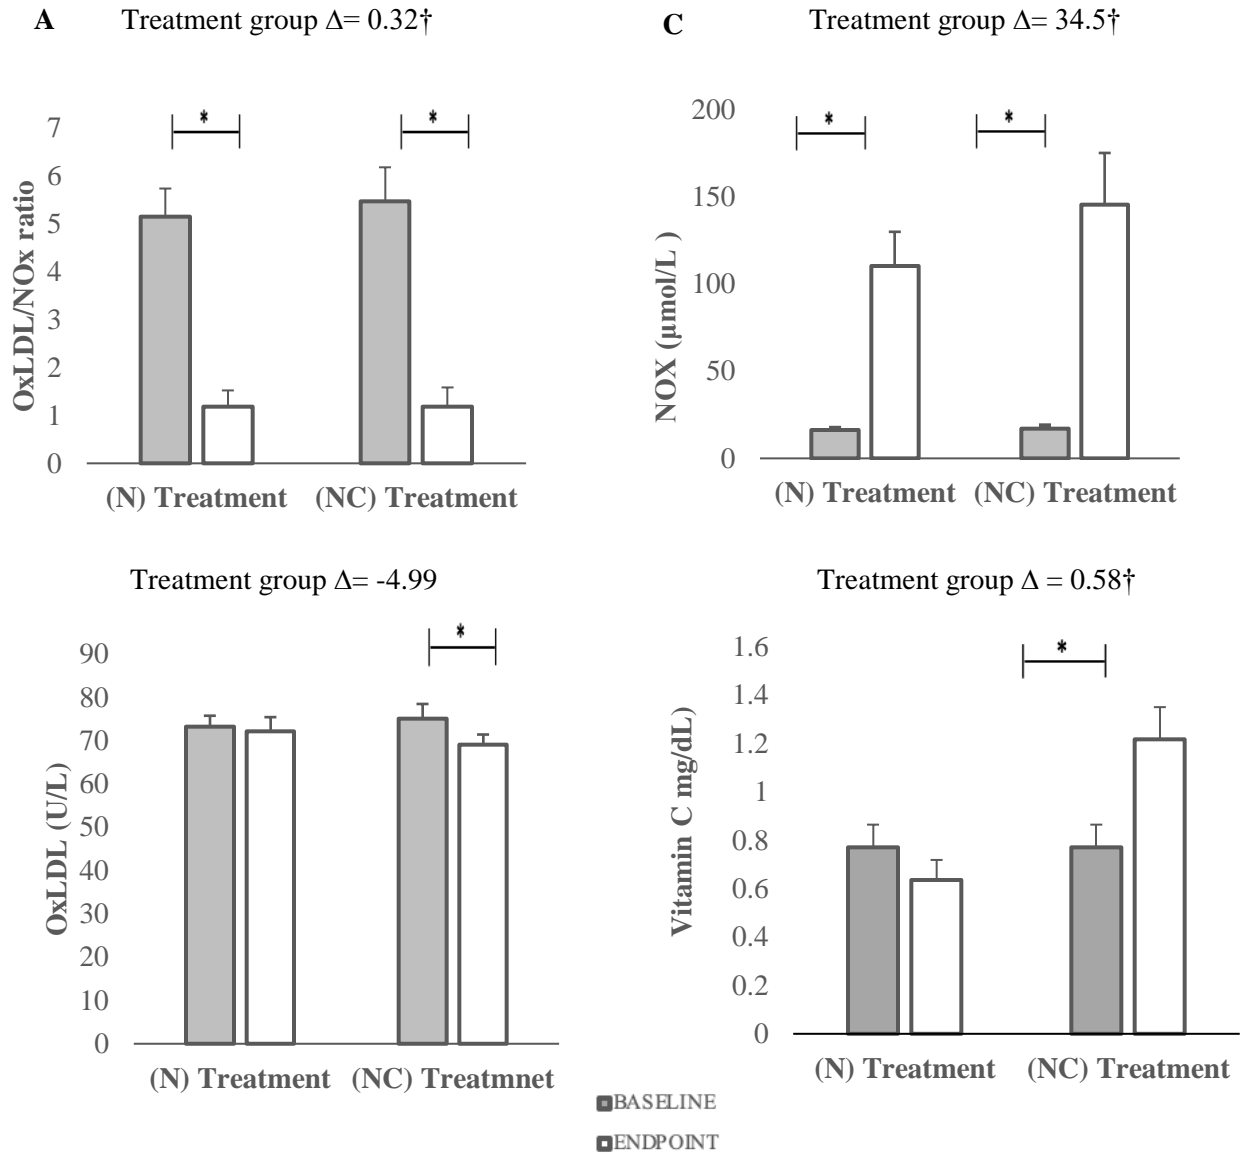 A Treatment group Δ= 0.32†
OxLDL/NOx ratio
7
6
5
4
3
2
1
0
* *
(N) Treatment (NC) Treatment
C Treatment group Δ= 34.5†
NOX (µmol/L )
200
150
100
50
0
* *
(N) Treatment (NC) Treatment
Treatment group Δ= -4.99
OxLDL (U/L)
90
80
70
60
50
40
30
20
10
0
*
(N) Treatment (NC) Treatmnet
Treatment group Δ = 0.58†
Vitamin C mg/dL)
1.6
1.4
1.2
1
0.8
0.6
0.4
0.2
0
*
(N) Treatment (NC) Treatment
BASELINE
ENDPOINT